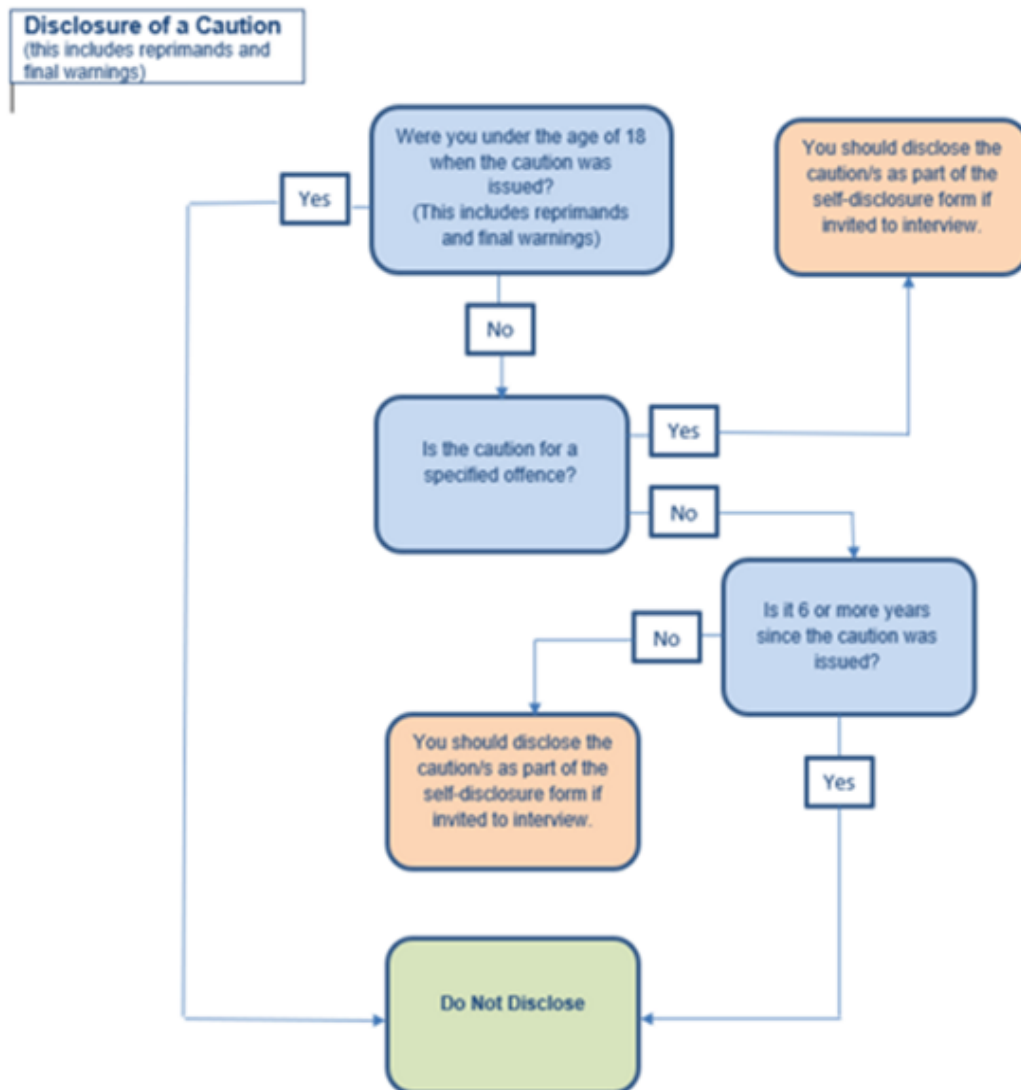 Disclosure of a Caution
(this includes reprimands and
final warnings)
Were you under the age of 18
when the caution was
issued?
(This includes reprimands
and final warnings)
You should disclose the
caution/s as part of the
self-disclosure form if
invited to interview.
Yes
No
Is the caution for a
specified offence?
Yes
No
Is it 6 or more years
since the caution was
issued?
No
You should disclose the
caution/s as part of the
self-disclosure form if
invited to interview.
Yes
Do Not Disclose